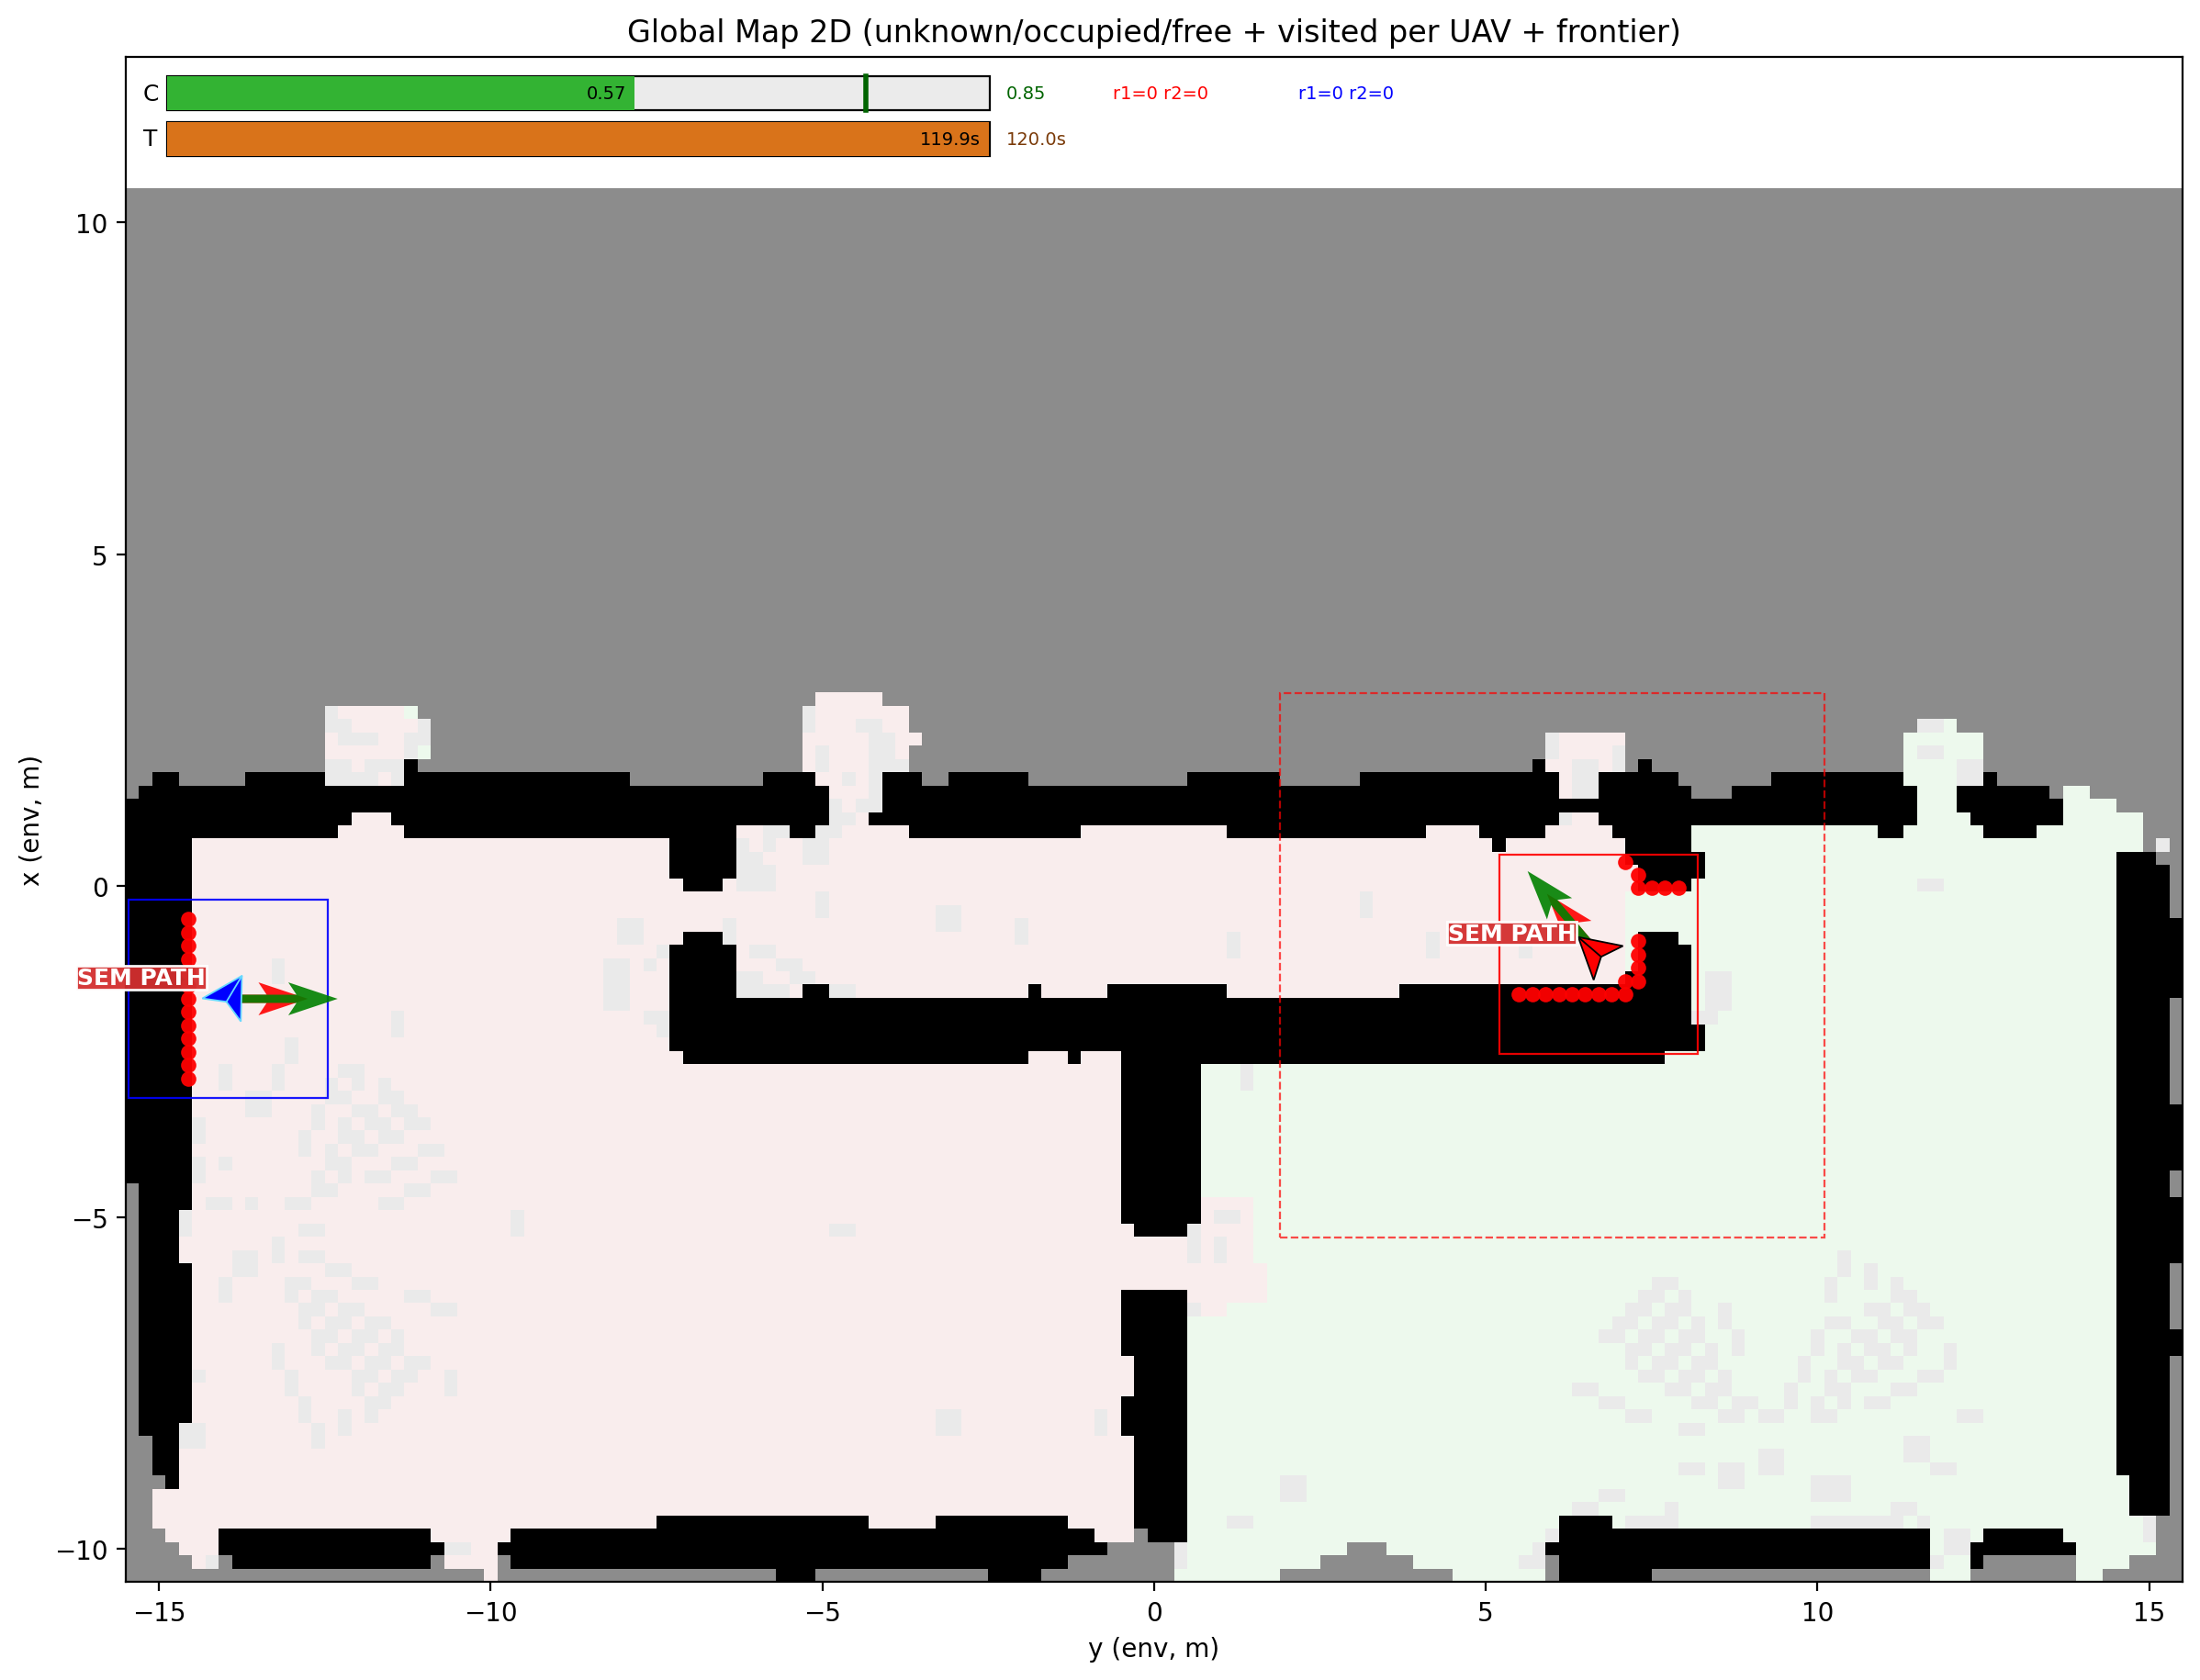 Global Map 2D (unknown/occupied/free + visited per UAV + frontier)
C 0.57 0.85 r1=0 r2=0 r1=0 r2=0
T 119.9s 120.0s
10
5
0
−5
−10
x (env, m)
SEM PATH
SEM PATH
−15 −10 −5 0 5 10 15
y (env, m)